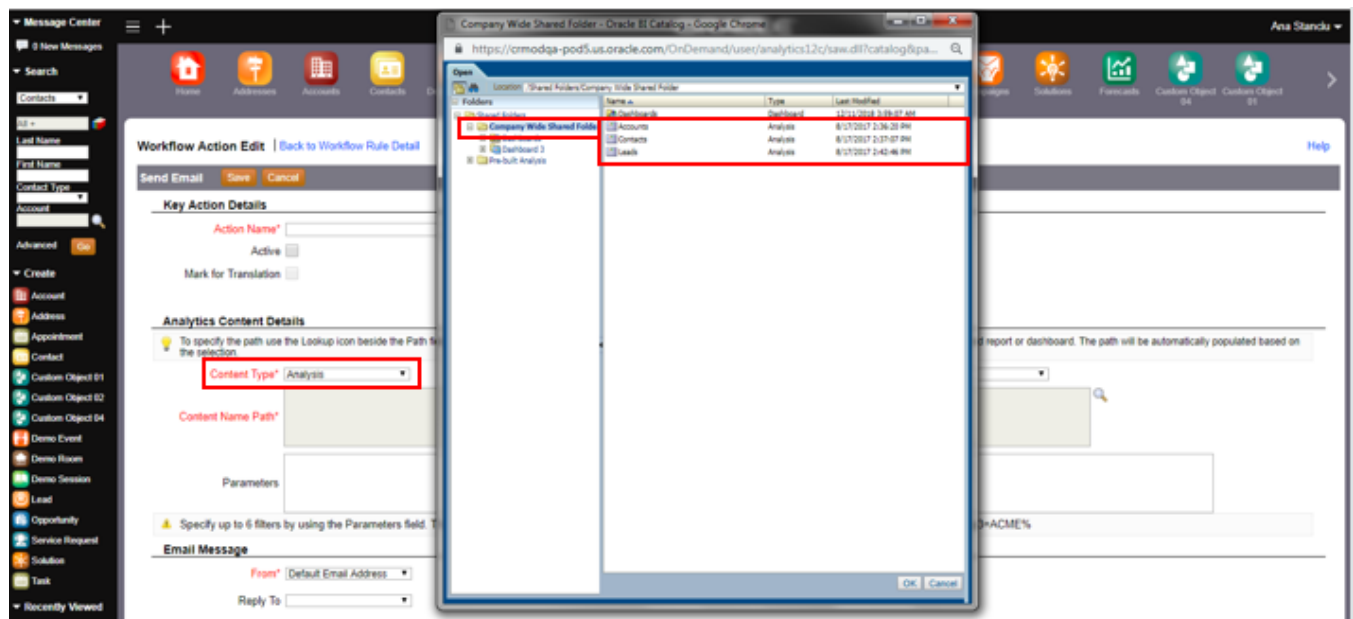 Message Center
0 New Messages
Search
Contacts
All
Last Name
First Name
Contact Type
Account
Advanced Go
Create
Account
Address
Appointment
Contact
Custom Object 01
Custom Object 02
Custom Object 04
Demo Event
Demo Room
Demo Session
Lead
Opportunity
Service Request
Solution
Task
Recently Viewed
Ana Stanciu
Home
Addresses
Accounts
Contacts
Solutions
Forecasts
Custom Object 04
Custom Object 01
Workflow Action Edit | Back to Workflow Rule Detail
Help
Send Email Save Cancel
Key Action Details
Action Name*
Active
Mark for Translation
Analytics Content Details
To specify the path use the Lookup icon beside the Path
d report or dashboard. The path will be automatically populated based on
the selection.
Content Type* Analysis
Content Name Path*
Parameters
Specify up to 6 filters by using the Parameters field. T
=ACME%
Email Message
From* Default Email Address
Reply To
Company Wide Shared Folder - Oracle BI Catalog - Google Chrome
https://crmodqa-pod5.us.oracle.com/OnDemand/user/analytics12c/saw.dll?catalog&pa...
Open
Location /Shared Folders/Company Wide Shared Folder
Folders
Shared Folders
Company Wide Shared Folde
Dashboards
Dashboard 3
Pre-built Analysis
Name Type Last Modified
Dashboards Dashboard 12/11/2018 3:59:07 AM
Accounts Analysis 8/17/2017 2:36:20 PM
Contacts Analysis 8/17/2017 2:37:07 PM
Leads Analysis 8/17/2017 2:42:46 PM
OK Cancel